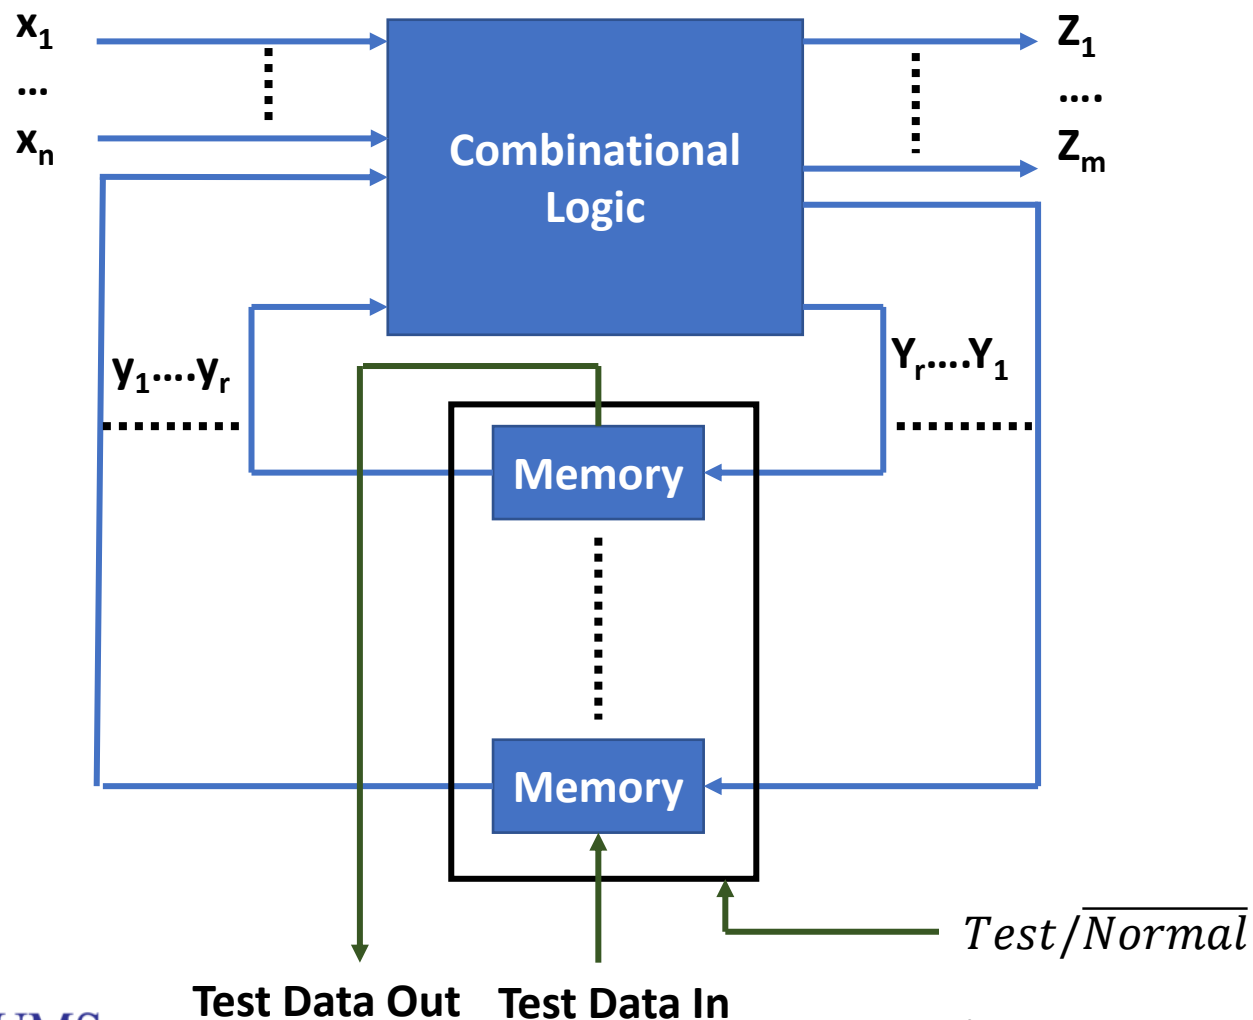 x₁
...
xₙ
Combinational
Logic
Z₁
....
Zₘ
y₁....yᵣ
Yᵣ....Y₁
Memory
Memory
Test/N̅o̅r̅m̅a̅l̅
Test Data Out
Test Data In